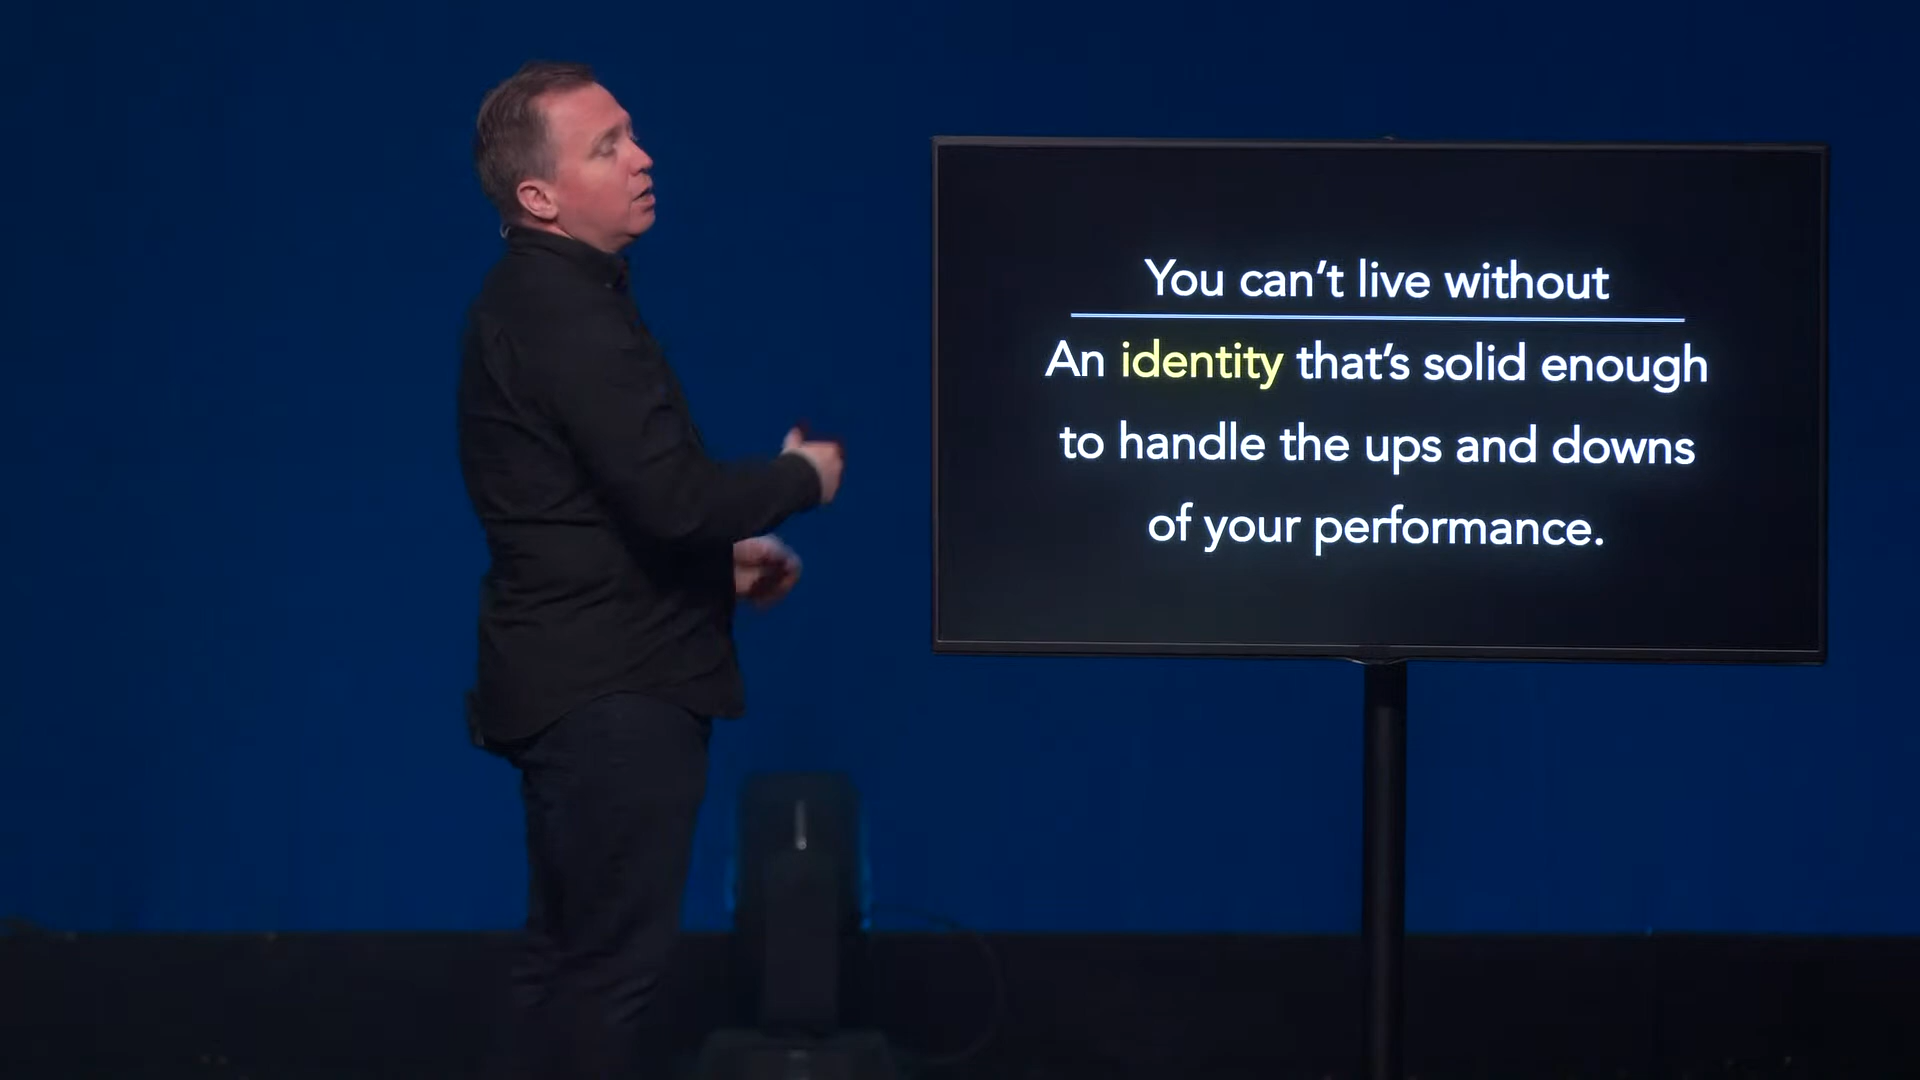 You can't live without
An identity that's solid enough
to handle the ups and downs
of your performance.